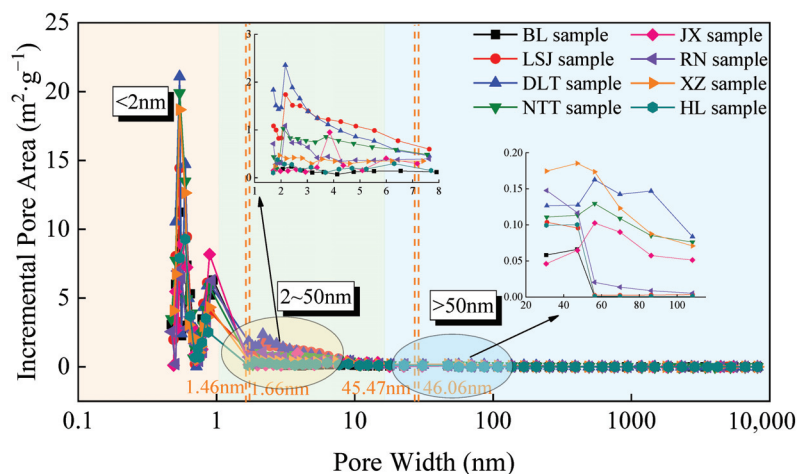 25
20
15
10
5
0
Incremental Pore Area (m²·g⁻¹)
<2nm
3
2
1
0
1 2 3 4 5 6 7 8
BL sample
LSJ sample
DLT sample
NTT sample
JX sample
RN sample
XZ sample
HL sample
0.20
0.15
0.10
0.05
0.00
20 40 60 80 100
2~50nm
>50nm
1.46nm 1.66nm 45.47nm 46.06nm
0.1 1 10 100 1000 10,000
Pore Width (nm)